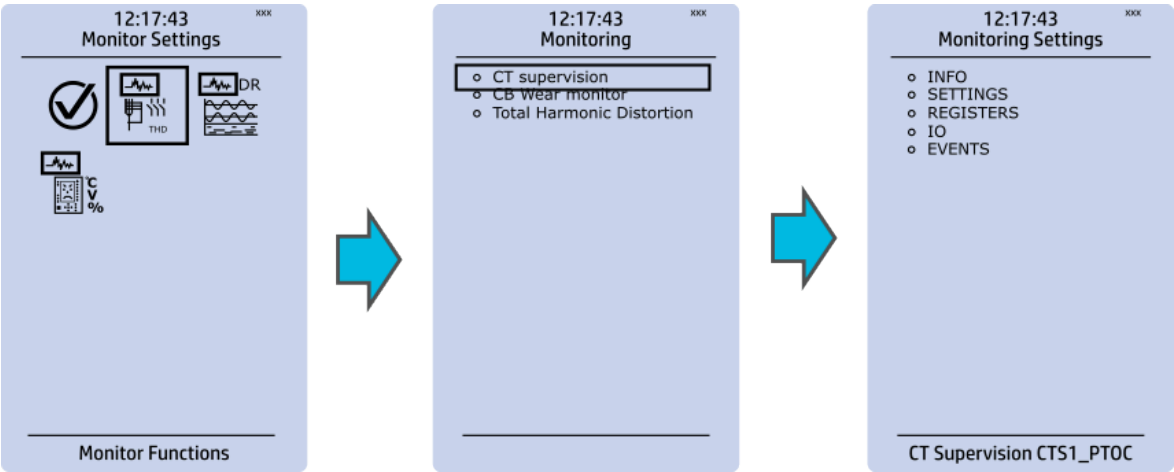 12:17:43 xxx
Monitor Settings
THD
DR
°C
V
%
Monitor Functions
12:17:43 xxx
Monitoring
CT supervision
CB Wear monitor
Total Harmonic Distortion
12:17:43 xxx
Monitoring Settings
INFO
SETTINGS
REGISTERS
IO
EVENTS
CT Supervision CTS1_PTOC